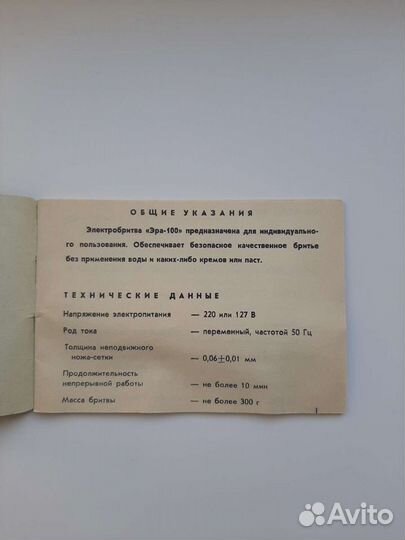 ОБЩИЕ УКАЗАНИЯ
Электробритва «Эра-100» предназначена для индивидуально-
го пользования. Обеспечивает безопасное качественное бритье
без применения воды и каких-либо кремов или паст.
ТЕХНИЧЕСКИЕ ДАННЫЕ
Напряжение электропитания — 220 или 127 В
Род тока — переменный, частотой 50 Гц
Толщина неподвижного
ножа-сетки — 0,06±0,01 мм
Продолжительность
непрерывной работы — не более 10 мин
Масса бритвы — не более 300 г
Avito